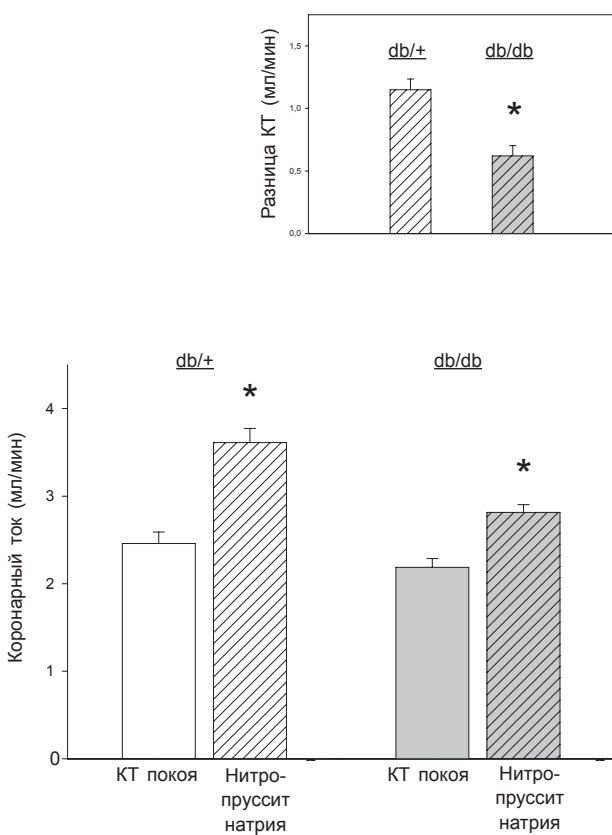 db/+ db/db
*
1,5
1,0
0,5
0,0
Разница КТ (мл/мин)
db/+ db/db
*
*
4
3
2
1
0
Коронарный ток (мл/мин)
КТ покоя Нитро- КТ покоя Нитро-
пруссит пруссит
натрия натрия